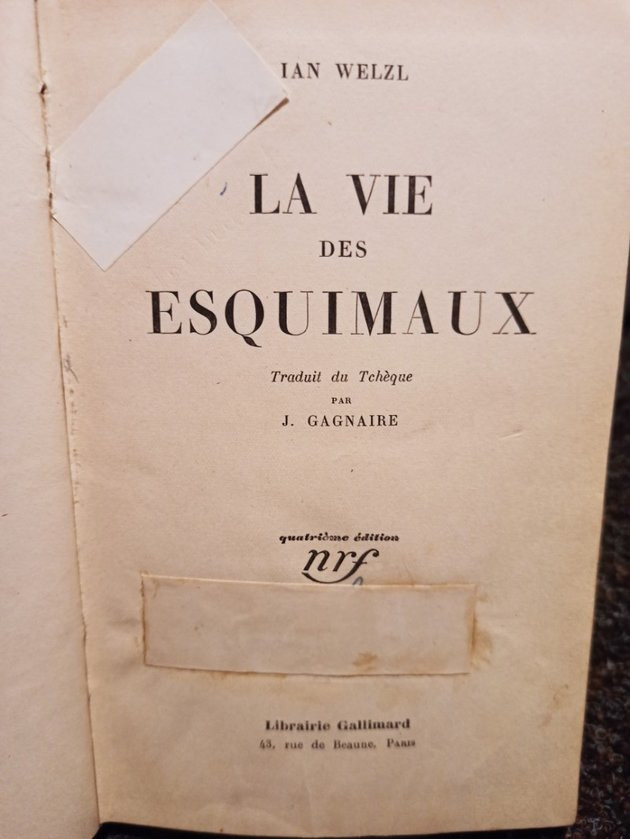 IAN WELZL
LA VIE
DES
ESQUIMAUX
Traduit du Tchèque
PAR
J. GAGNAIRE
quatrième édition
nrf
Librairie Gallimard
43, rue de Beaune, Paris